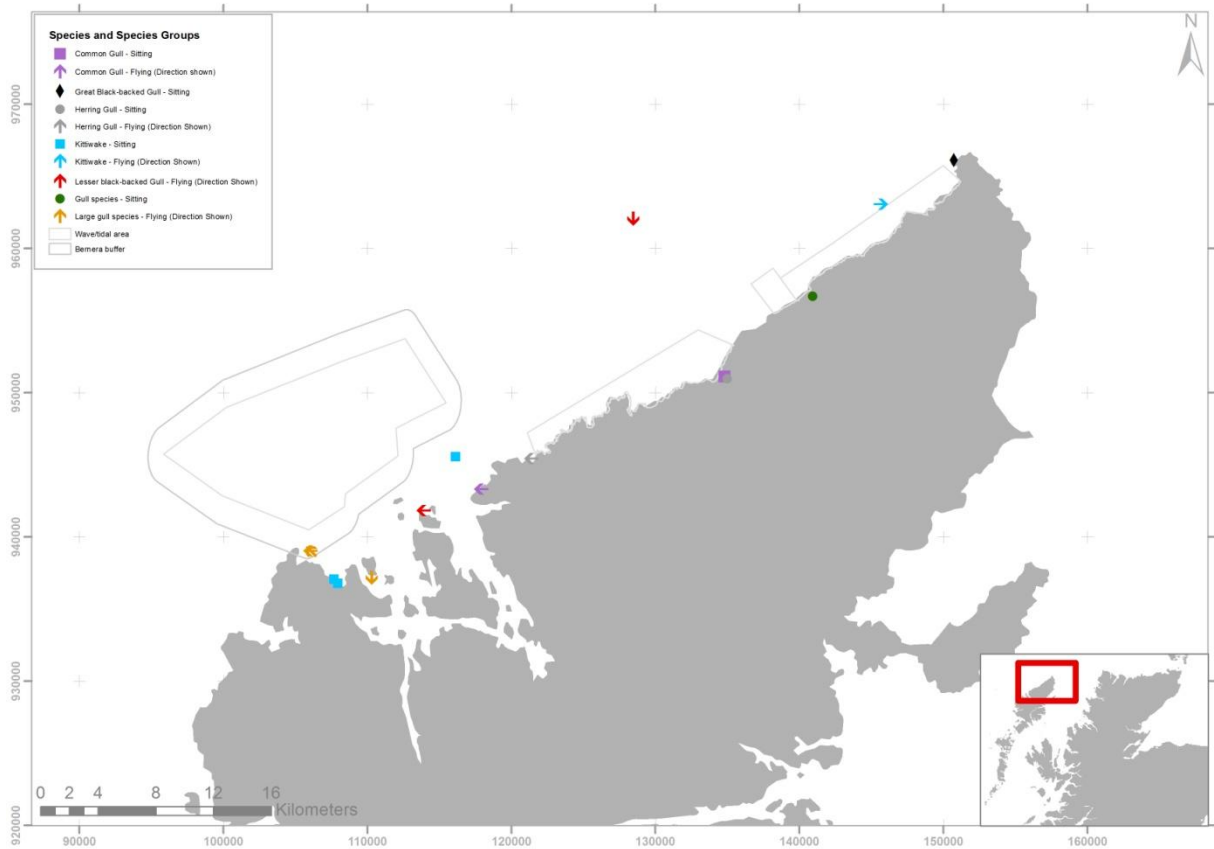 Species and Species Groups
Common Gull - Sitting
Common Gull - Flying (Direction shown)
Great Black-backed Gull - Sitting
Herring Gull - Sitting
Herring Gull - Flying (Direction Shown)
Kittiwake - Sitting
Kittiwake - Flying (Direction Shown)
Lesser black-backed Gull - Flying (Direction Shown)
Gull species - Sitting
Large gull species - Flying (Direction Shown)
Wave/tidal area
Bernera buffer
N
970000
960000
950000
940000
930000
920000
0 2 4 8 12 16
Kilometers
90000 100000 110000 120000 130000 140000 150000 160000